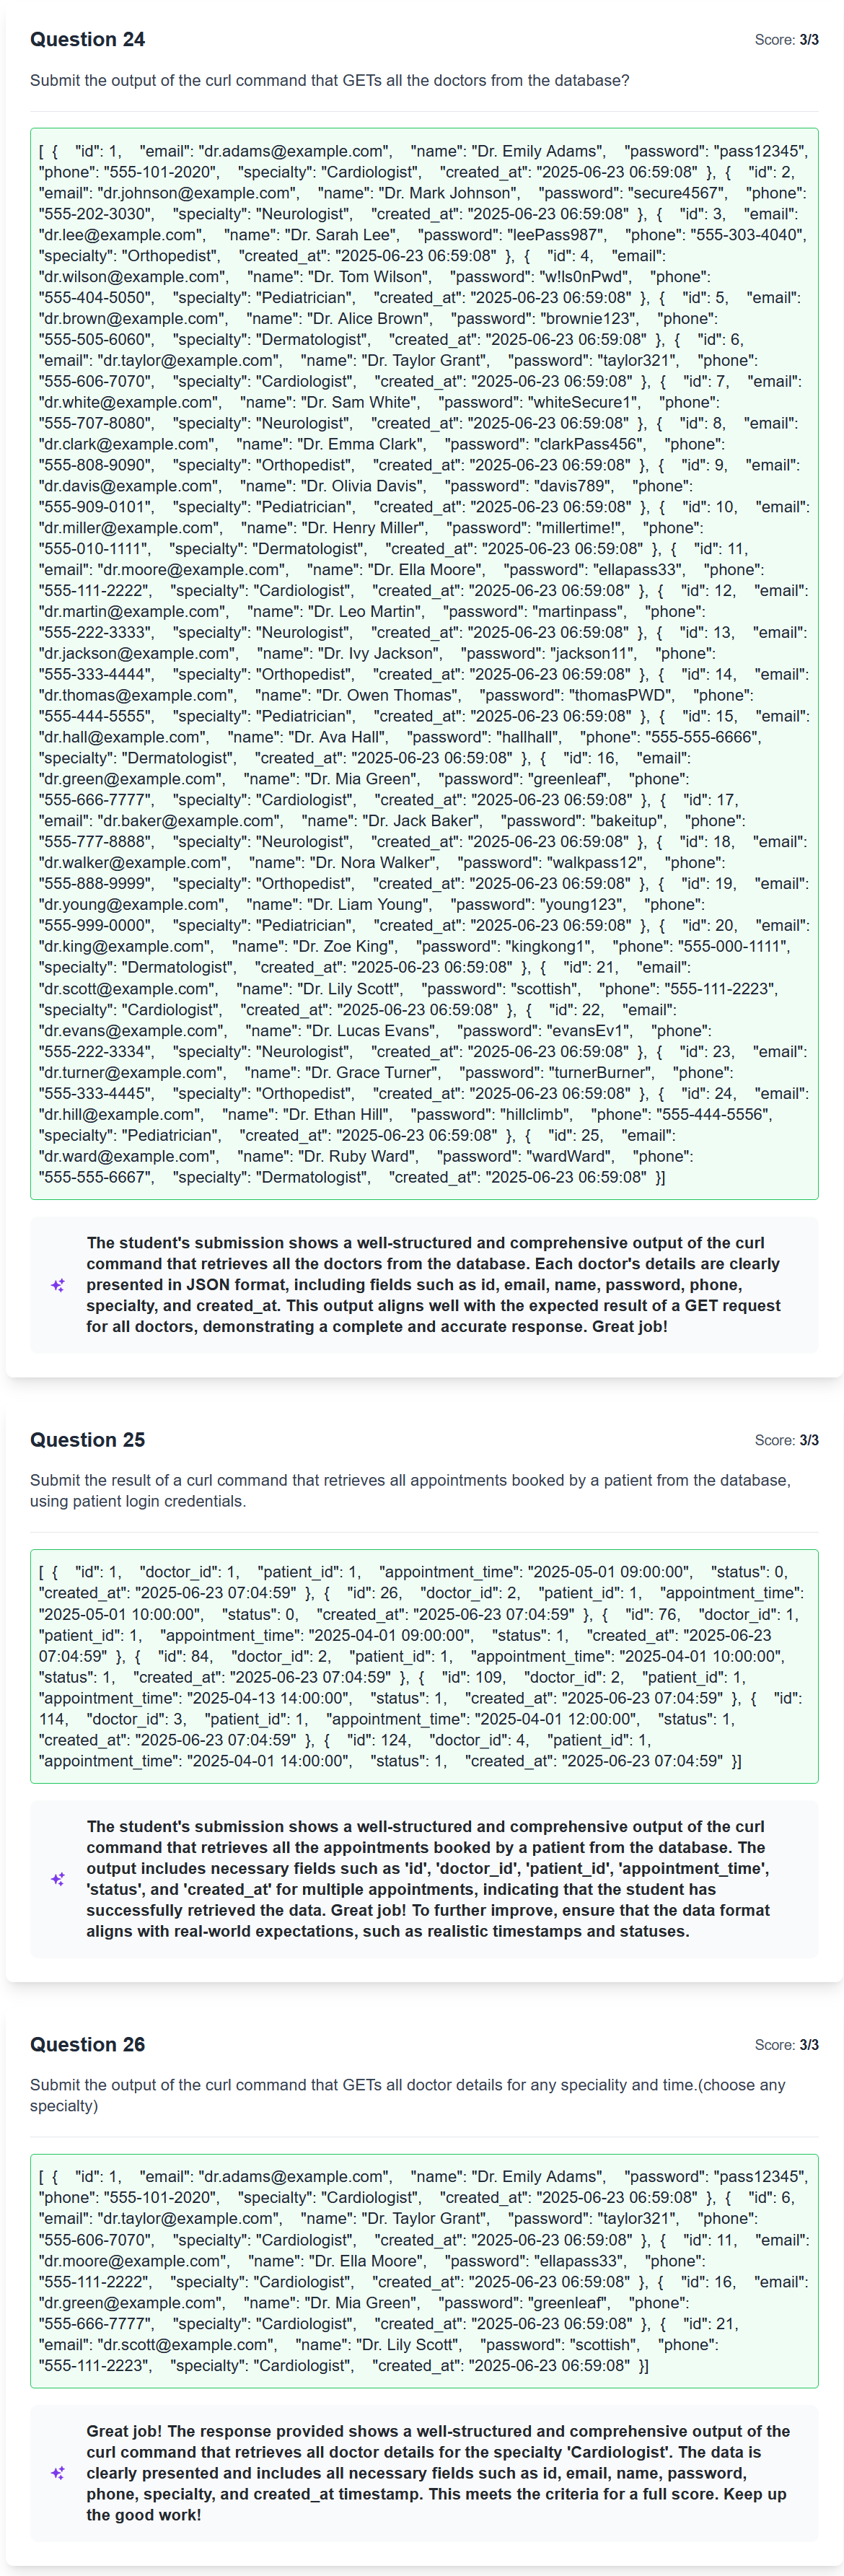 Question 24
Score: 3/3
Submit the output of the curl command that GETs all the doctors from the database?
[ { "id": 1, "email": "dr.adams@example.com", "name": "Dr. Emily Adams", "password": "pass12345",
"phone": "555-101-2020", "specialty": "Cardiologist", "created_at": "2025-06-23 06:59:08" }, { "id": 2,
"email": "dr.johnson@example.com", "name": "Dr. Mark Johnson", "password": "secure4567", "phone":
"555-202-3030", "specialty": "Neurologist", "created_at": "2025-06-23 06:59:08" }, { "id": 3, "email":
"dr.lee@example.com", "name": "Dr. Sarah Lee", "password": "leePass987", "phone": "555-303-4040",
"specialty": "Orthopedist", "created_at": "2025-06-23 06:59:08" }, { "id": 4, "email":
"dr.wilson@example.com", "name": "Dr. Tom Wilson", "password": "w!ls0nPwd", "phone":
"555-404-5050", "specialty": "Pediatrician", "created_at": "2025-06-23 06:59:08" }, { "id": 5, "email":
"dr.brown@example.com", "name": "Dr. Alice Brown", "password": "brownie123", "phone":
"555-505-6060", "specialty": "Dermatologist", "created_at": "2025-06-23 06:59:08" }, { "id": 6,
"email": "dr.taylor@example.com", "name": "Dr. Taylor Grant", "password": "taylor321", "phone":
"555-606-7070", "specialty": "Cardiologist", "created_at": "2025-06-23 06:59:08" }, { "id": 7, "email":
"dr.white@example.com", "name": "Dr. Sam White", "password": "whiteSecure1", "phone":
"555-707-8080", "specialty": "Neurologist", "created_at": "2025-06-23 06:59:08" }, { "id": 8, "email":
"dr.clark@example.com", "name": "Dr. Emma Clark", "password": "clarkPass456", "phone":
"555-808-9090", "specialty": "Orthopedist", "created_at": "2025-06-23 06:59:08" }, { "id": 9, "email":
"dr.davis@example.com", "name": "Dr. Olivia Davis", "password": "davis789", "phone":
"555-909-0101", "specialty": "Pediatrician", "created_at": "2025-06-23 06:59:08" }, { "id": 10, "email":
"dr.miller@example.com", "name": "Dr. Henry Miller", "password": "millertime!", "phone":
"555-010-1111", "specialty": "Dermatologist", "created_at": "2025-06-23 06:59:08" }, { "id": 11,
"email": "dr.moore@example.com", "name": "Dr. Ella Moore", "password": "ellapass33", "phone":
"555-111-2222", "specialty": "Cardiologist", "created_at": "2025-06-23 06:59:08" }, { "id": 12, "email":
"dr.martin@example.com", "name": "Dr. Leo Martin", "password": "martinpass", "phone":
"555-222-3333", "specialty": "Neurologist", "created_at": "2025-06-23 06:59:08" }, { "id": 13, "email":
"dr.jackson@example.com", "name": "Dr. Ivy Jackson", "password": "jackson11", "phone":
"555-333-4444", "specialty": "Orthopedist", "created_at": "2025-06-23 06:59:08" }, { "id": 14, "email":
"dr.thomas@example.com", "name": "Dr. Owen Thomas", "password": "thomasPWD", "phone":
"555-444-5555", "specialty": "Pediatrician", "created_at": "2025-06-23 06:59:08" }, { "id": 15, "email":
"dr.hall@example.com", "name": "Dr. Ava Hall", "password": "hallhall", "phone": "555-555-6666",
"specialty": "Dermatologist", "created_at": "2025-06-23 06:59:08" }, { "id": 16, "email":
"dr.green@example.com", "name": "Dr. Mia Green", "password": "greenleaf", "phone":
"555-666-7777", "specialty": "Cardiologist", "created_at": "2025-06-23 06:59:08" }, { "id": 17,
"email": "dr.baker@example.com", "name": "Dr. Jack Baker", "password": "bakeitup", "phone":
"555-777-8888", "specialty": "Neurologist", "created_at": "2025-06-23 06:59:08" }, { "id": 18, "email":
"dr.walker@example.com", "name": "Dr. Nora Walker", "password": "walkpass12", "phone":
"555-888-9999", "specialty": "Orthopedist", "created_at": "2025-06-23 06:59:08" }, { "id": 19, "email":
"dr.young@example.com", "name": "Dr. Liam Young", "password": "young123", "phone":
"555-999-0000", "specialty": "Pediatrician", "created_at": "2025-06-23 06:59:08" }, { "id": 20, "email":
"dr.king@example.com", "name": "Dr. Zoe King", "password": "kingkong1", "phone": "555-000-1111",
"specialty": "Dermatologist", "created_at": "2025-06-23 06:59:08" }, { "id": 21, "email":
"dr.scott@example.com", "name": "Dr. Lily Scott", "password": "scottish", "phone": "555-111-2223",
"specialty": "Cardiologist", "created_at": "2025-06-23 06:59:08" }, { "id": 22, "email":
"dr.evans@example.com", "name": "Dr. Lucas Evans", "password": "evansEv1", "phone":
"555-222-3334", "specialty": "Neurologist", "created_at": "2025-06-23 06:59:08" }, { "id": 23, "email":
"dr.turner@example.com", "name": "Dr. Grace Turner", "password": "turnerBurner", "phone":
"555-333-4445", "specialty": "Orthopedist", "created_at": "2025-06-23 06:59:08" }, { "id": 24, "email":
"dr.hill@example.com", "name": "Dr. Ethan Hill", "password": "hillclimb", "phone": "555-444-5556",
"specialty": "Pediatrician", "created_at": "2025-06-23 06:59:08" }, { "id": 25, "email":
"dr.ward@example.com", "name": "Dr. Ruby Ward", "password": "wardWard", "phone":
"555-555-6667", "specialty": "Dermatologist", "created_at": "2025-06-23 06:59:08" }]
The student's submission shows a well-structured and comprehensive output of the curl
command that retrieves all the doctors from the database. Each doctor's details are clearly
presented in JSON format, including fields such as id, email, name, password, phone,
specialty, and created_at. This output aligns well with the expected result of a GET request
for all doctors, demonstrating a complete and accurate response. Great job!
Question 25
Score: 3/3
Submit the result of a curl command that retrieves all appointments booked by a patient from the database,
using patient login credentials.
[ { "id": 1, "doctor_id": 1, "patient_id": 1, "appointment_time": "2025-05-01 09:00:00", "status": 0,
"created_at": "2025-06-23 07:04:59" }, { "id": 26, "doctor_id": 2, "patient_id": 1, "appointment_time":
"2025-05-01 10:00:00", "status": 0, "created_at": "2025-06-23 07:04:59" }, { "id": 76, "doctor_id": 1,
"patient_id": 1, "appointment_time": "2025-04-01 09:00:00", "status": 1, "created_at": "2025-06-23
07:04:59" }, { "id": 84, "doctor_id": 2, "patient_id": 1, "appointment_time": "2025-04-01 10:00:00",
"status": 1, "created_at": "2025-06-23 07:04:59" }, { "id": 109, "doctor_id": 2, "patient_id": 1,
"appointment_time": "2025-04-13 14:00:00", "status": 1, "created_at": "2025-06-23 07:04:59" }, { "id":
114, "doctor_id": 3, "patient_id": 1, "appointment_time": "2025-04-01 12:00:00", "status": 1,
"created_at": "2025-06-23 07:04:59" }, { "id": 124, "doctor_id": 4, "patient_id": 1,
"appointment_time": "2025-04-01 14:00:00", "status": 1, "created_at": "2025-06-23 07:04:59" }]
The student's submission shows a well-structured and comprehensive output of the curl
command that retrieves all the appointments booked by a patient from the database. The
output includes necessary fields such as 'id', 'doctor_id', 'patient_id', 'appointment_time',
'status', and 'created_at' for multiple appointments, indicating that the student has
successfully retrieved the data. Great job! To further improve, ensure that the data format
aligns with real-world expectations, such as realistic timestamps and statuses.
Question 26
Score: 3/3
Submit the output of the curl command that GETs all doctor details for any speciality and time.(choose any
specialty)
[ { "id": 1, "email": "dr.adams@example.com", "name": "Dr. Emily Adams", "password": "pass12345",
"phone": "555-101-2020", "specialty": "Cardiologist", "created_at": "2025-06-23 06:59:08" }, { "id": 6,
"email": "dr.taylor@example.com", "name": "Dr. Taylor Grant", "password": "taylor321", "phone":
"555-606-7070", "specialty": "Cardiologist", "created_at": "2025-06-23 06:59:08" }, { "id": 11, "email":
"dr.moore@example.com", "name": "Dr. Ella Moore", "password": "ellapass33", "phone":
"555-111-2222", "specialty": "Cardiologist", "created_at": "2025-06-23 06:59:08" }, { "id": 16, "email":
"dr.green@example.com", "name": "Dr. Mia Green", "password": "greenleaf", "phone":
"555-666-7777", "specialty": "Cardiologist", "created_at": "2025-06-23 06:59:08" }, { "id": 21,
"email": "dr.scott@example.com", "name": "Dr. Lily Scott", "password": "scottish", "phone":
"555-111-2223", "specialty": "Cardiologist", "created_at": "2025-06-23 06:59:08" }]
Great job! The response provided shows a well-structured and comprehensive output of the
curl command that retrieves all doctor details for the specialty 'Cardiologist'. The data is
clearly presented and includes all necessary fields such as id, email, name, password,
phone, specialty, and created_at timestamp. This meets the criteria for a full score. Keep up
the good work!